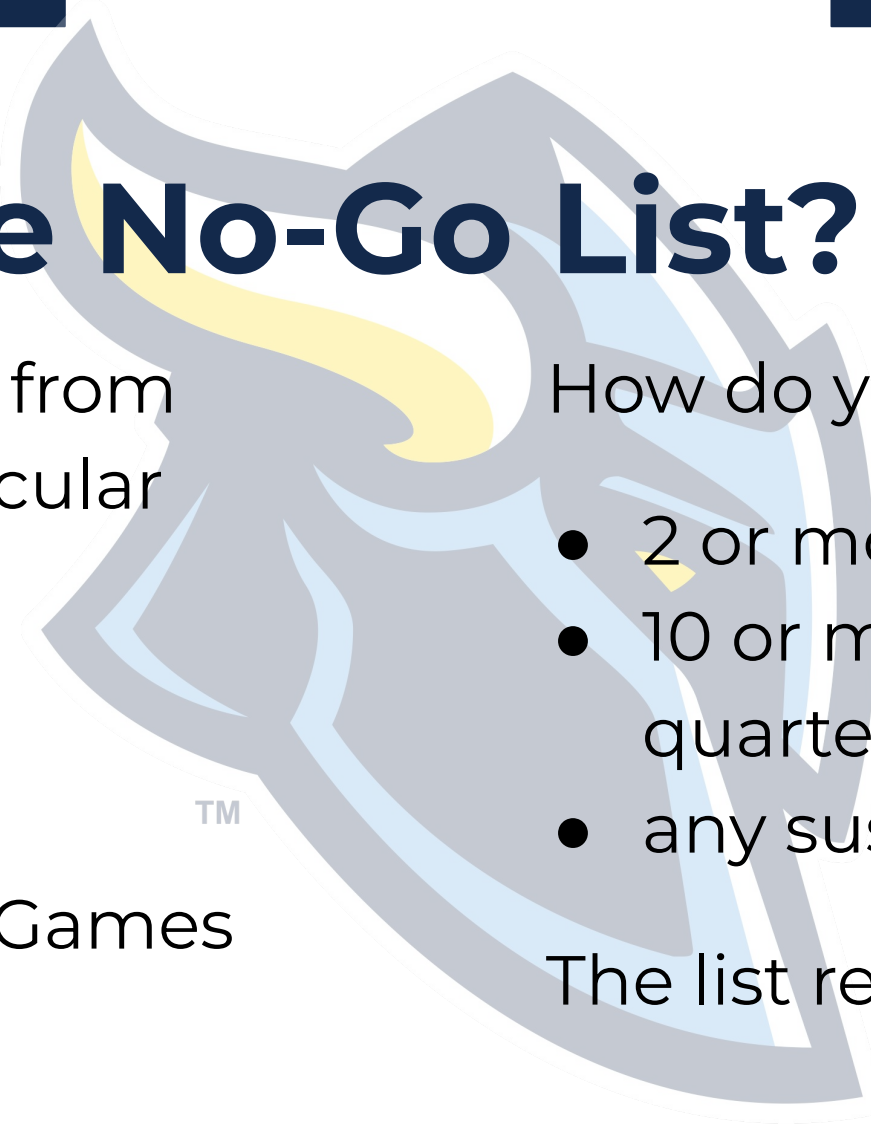 e No-Go List?
from
cular
Games
How do y
2 or mo
10 or m
quarte
any sus
The list re
TM